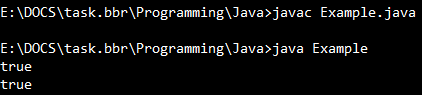 E:\DOCS\task.bbr\Programming\Java>javac Example.java
E:\DOCS\task.bbr\Programming\Java>java Example
true
true